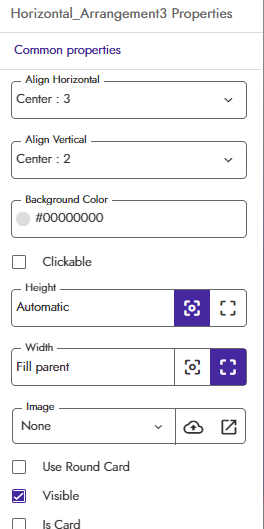 Horizontal_Arrangement3 Properties
Common properties
Align Horizontal
Center : 3
Align Vertical
Center : 2
Background Color
#00000000
Clickable
Height
Automatic
Width
Fill parent
Image
None
Use Round Card
Visible
Is Card